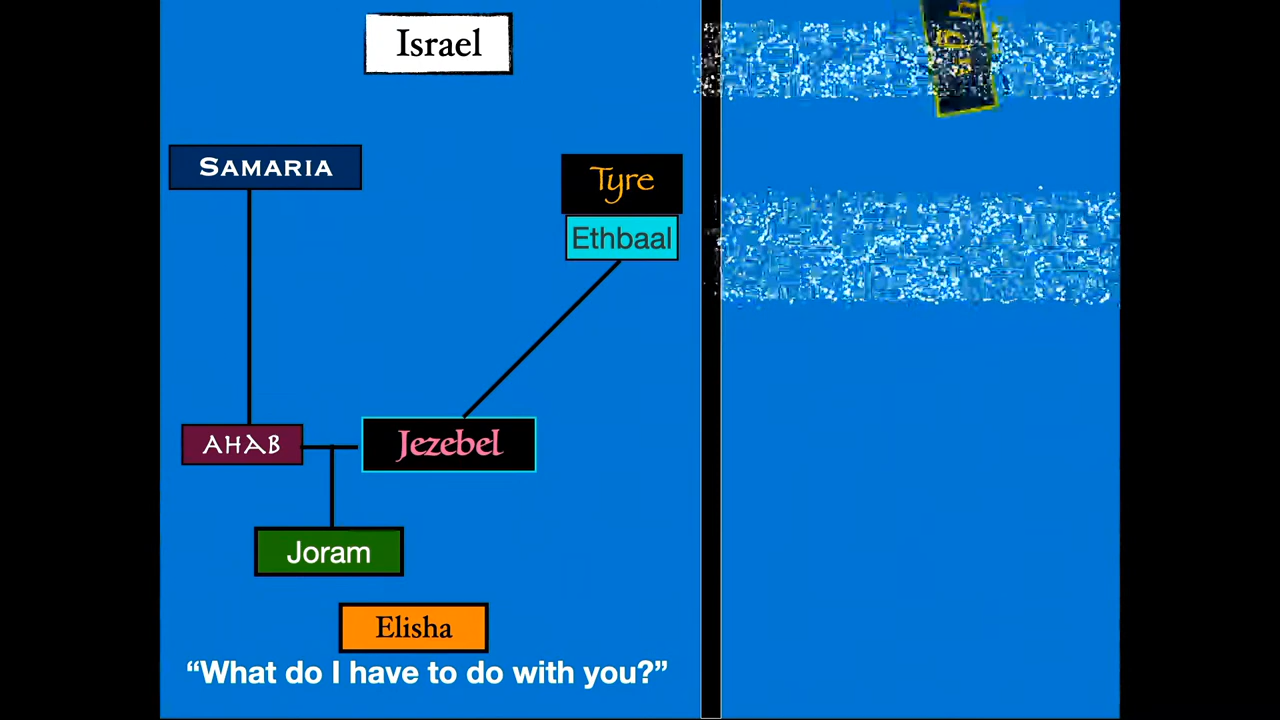 Israel
SAMARIA
Tyre
Ethbaal
AHAB
Jezebel
Joram
Elisha
“What do I have to do with you?”